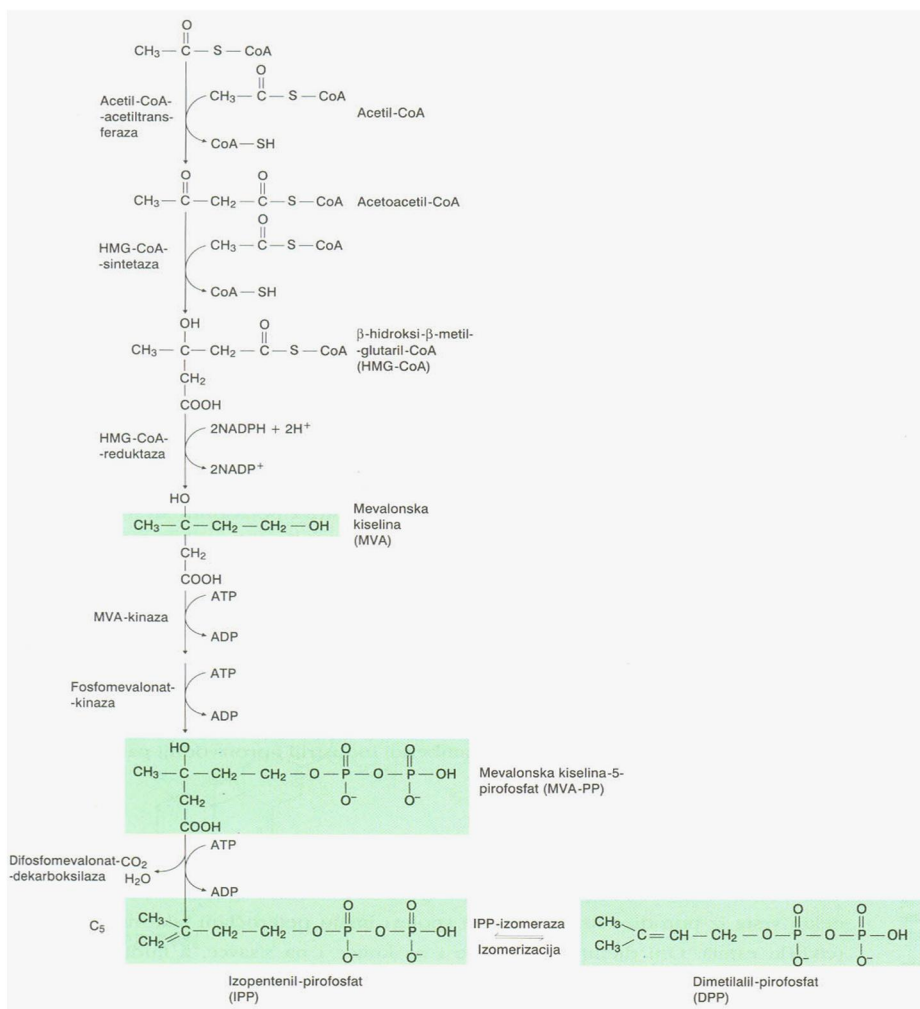 O
CH₃—C—S—CoA
O
CH₃—C—S—CoA
Acetil-CoA-
-acetiltrans-
feraza
Acetil-CoA
CoA—SH
O O
CH₃—C—CH₂—C—S—CoA Acetoacetil-CoA
O
CH₃—C—S—CoA
HMG-CoA-
-sintetaza
CoA—SH
OH O
CH₃—C—CH₂—C—S—CoA
β-hidroksi-β-metil-
-glutaril-CoA
(HMG-CoA)
CH₂
COOH
2NADPH + 2H⁺
HMG-CoA-
-reduktaza
2NADP⁺
HO
CH₃—C—CH₂—CH₂—OH
Mevalonska
kiselina
(MVA)
CH₂
COOH
ATP
MVA-kinaza
ADP
ATP
Fosfomevalonat-
-kinaza
ADP
HO O O
CH₃—C—CH₂—CH₂—O—P—O—P—OH
O⁻ O⁻
Mevalonska kiselina-5-
pirofosfat (MVA-PP)
CH₂
COOH
ATP
Difosfomevalonat-
-dekarboksilaza
CO₂
H₂O
ADP
C₅
O O
CH₃
CH₂=C—CH₂—CH₂—O—P—O—P—OH
O⁻ O⁻
IPP-izomeraza
Izomerizacija
O O
CH₃
CH₃ C=CH—CH₂—O—P—O—P—OH
O⁻ O⁻
Izopentenil-pirofosfat
(IPP)
Dimetilalil-pirofosfat
(DPP)